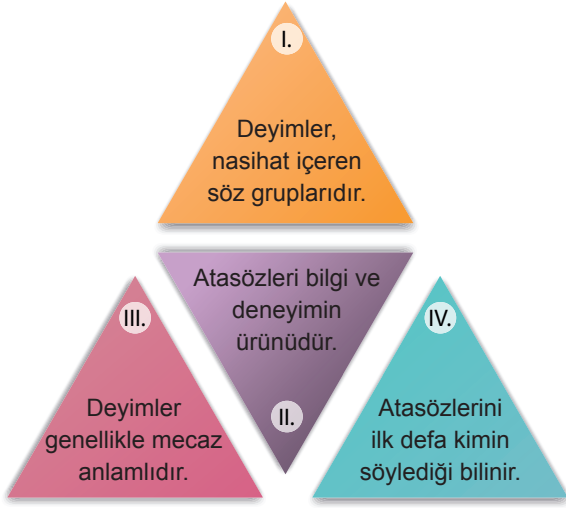 I.
Deyimler,
nasihat içeren
söz gruplarıdır.
Atasözleri bilgi ve
deneyimin
ürünüdür.
II.
III.
Deyimler
genellikle mecaz
anlamlıdır.
IV.
Atasözlerini
ilk defa kimin
söylediği bilinir.